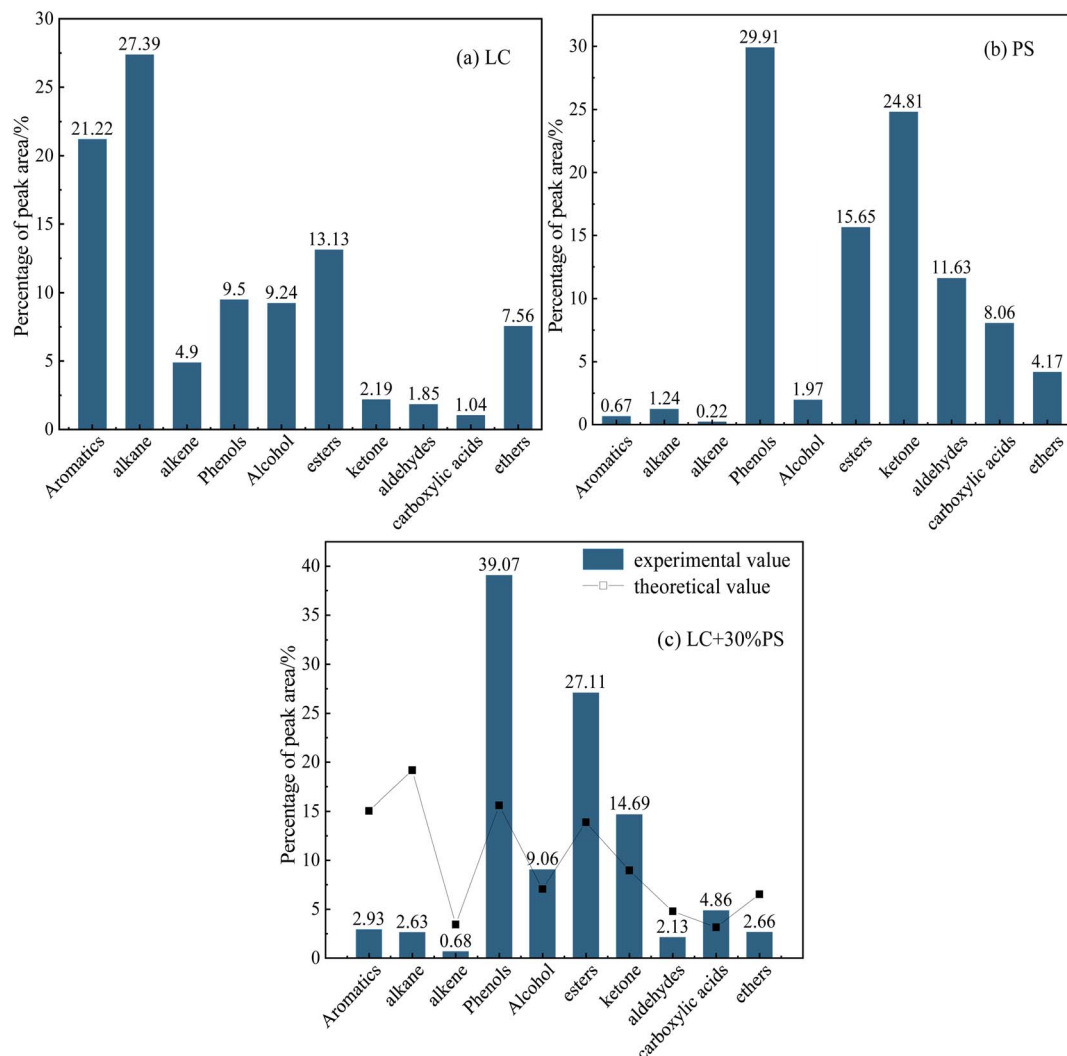 (a) LC
Percentage of peak area/%
30
25
20
15
10
5
0
21.22
27.39
4.9
9.5
9.24
13.13
2.19
1.85
1.04
7.56
Aromatics
alkane
alkene
Phenols
Alcohol
esters
ketone
aldehydes
carboxylic acids
ethers
(b) PS
Percentage of peak area/%
30
25
20
15
10
5
0
0.67
1.24
0.22
29.91
1.97
15.65
24.81
11.63
8.06
4.17
Aromatics
alkane
alkene
Phenols
Alcohol
esters
ketone
aldehydes
carboxylic acids
ethers
experimental value
theoretical value
(c) LC+30%PS
Percentage of peak area/%
40
35
30
25
20
15
10
5
0
2.93
2.63
0.68
39.07
9.06
27.11
14.69
2.13
4.86
2.66
Aromatics
alkane
alkene
Phenols
Alcohol
esters
ketone
aldehydes
carboxylic acids
ethers